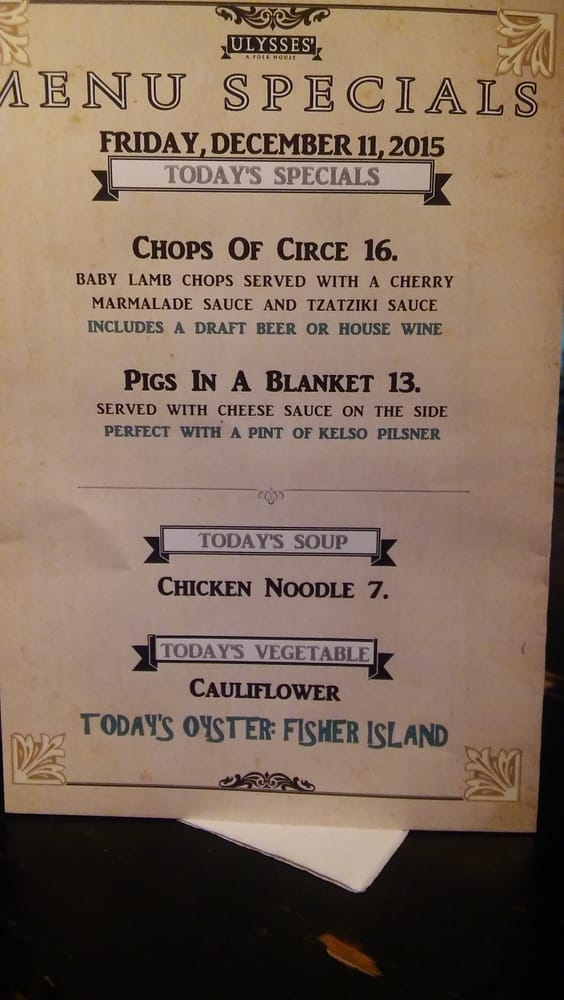 ULYSSES'
A FOLK HOUSE
MENU SPECIALS
FRIDAY, DECEMBER 11, 2015
TODAY'S SPECIALS
CHOPS OF CIRCE 16.
BABY LAMB CHOPS SERVED WITH A CHERRY
MARMALADE SAUCE AND TZATZIKI SAUCE
INCLUDES A DRAFT BEER OR HOUSE WINE
PIGS IN A BLANKET 13.
SERVED WITH CHEESE SAUCE ON THE SIDE
PERFECT WITH A PINT OF KELSO PILSNER
TODAY'S SOUP
CHICKEN NOODLE 7.
TODAY'S VEGETABLE
CAULIFLOWER
TODAY'S OYSTER: FISHER ISLAND